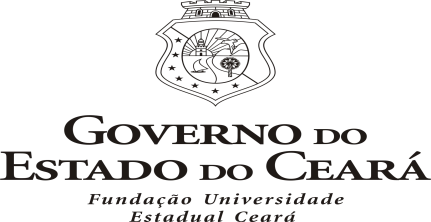 GOVERNO DO
ESTADO DO CEARÁ
Fundação Universidade
Estadual Ceará